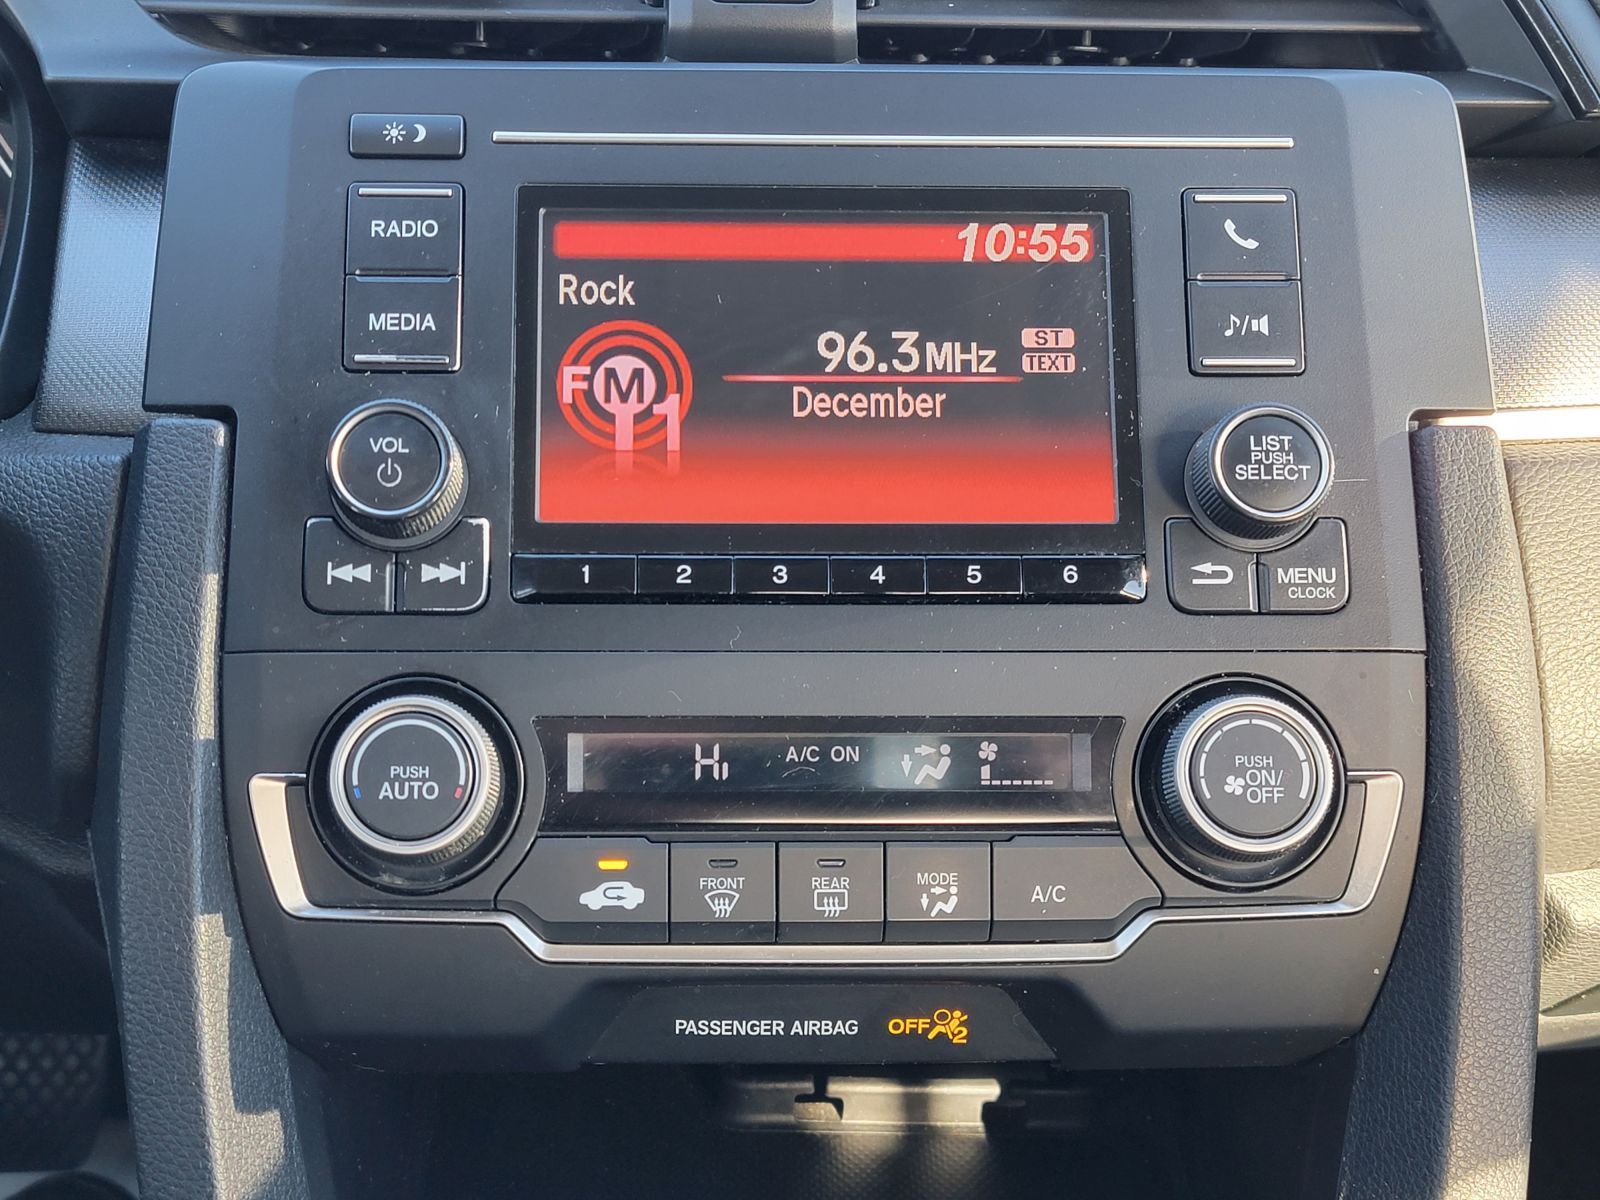 RADIO
MEDIA
VOL
10:55
Rock
FM1
96.3MHz
ST
TEXT
December
LIST
PUSH
SELECT
1 2 3 4 5 6
MENU
CLOCK
PUSH
AUTO
Hi
A/C ON
PUSH
ON/
OFF
FRONT
REAR
MODE
A/C
PASSENGER AIRBAG OFF 2